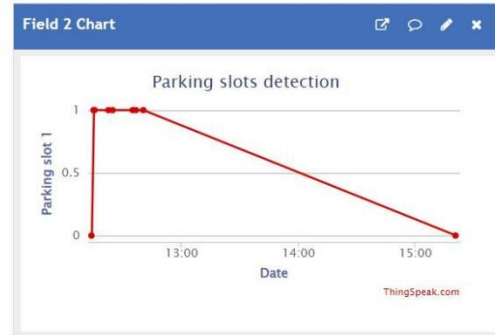 Field 2 Chart
Parking slots detection
Parking slot 1
1
0.5
0
13:00
14:00
15:00
Date
ThingSpeak.com